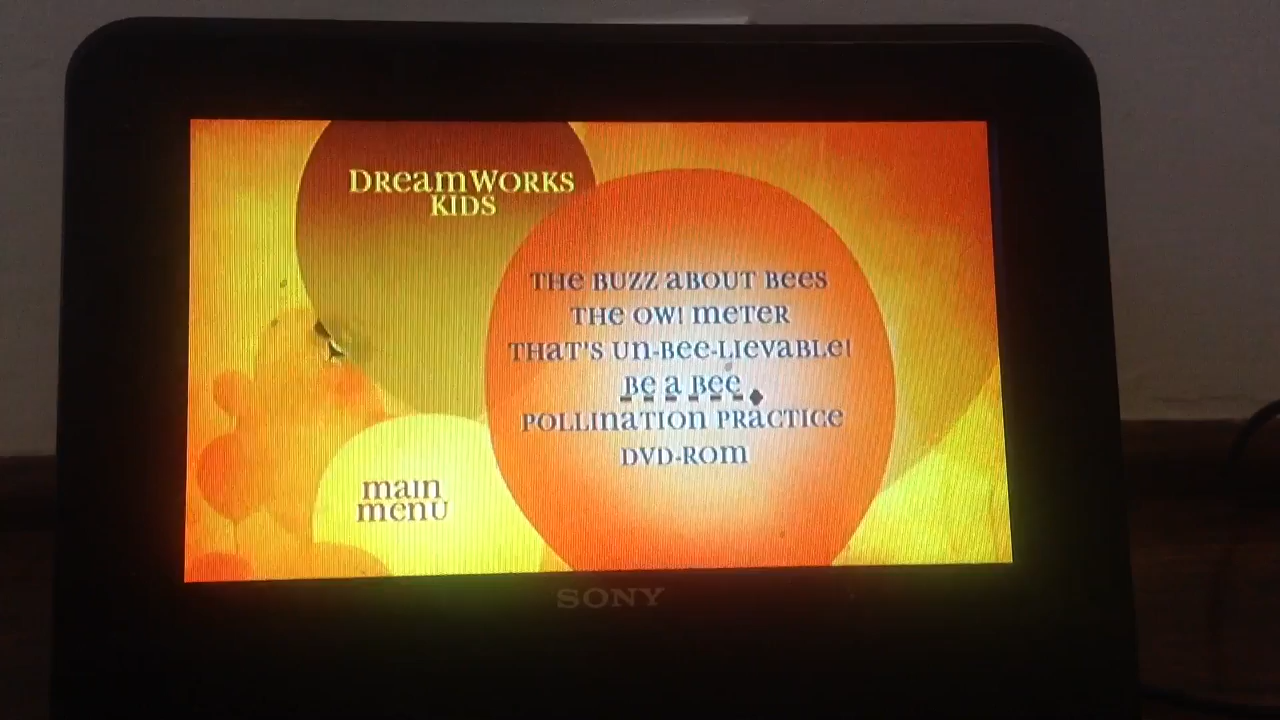 DReamWORKS
KIDS
THe BUZZ aBOUT Bees
THE OW! meTeR
THaT'S Un-Bee-LIevaBLe!
Be a Bee
POLLInaTIOn PRacTIce
DVD-ROm
maIn
menU
SONY